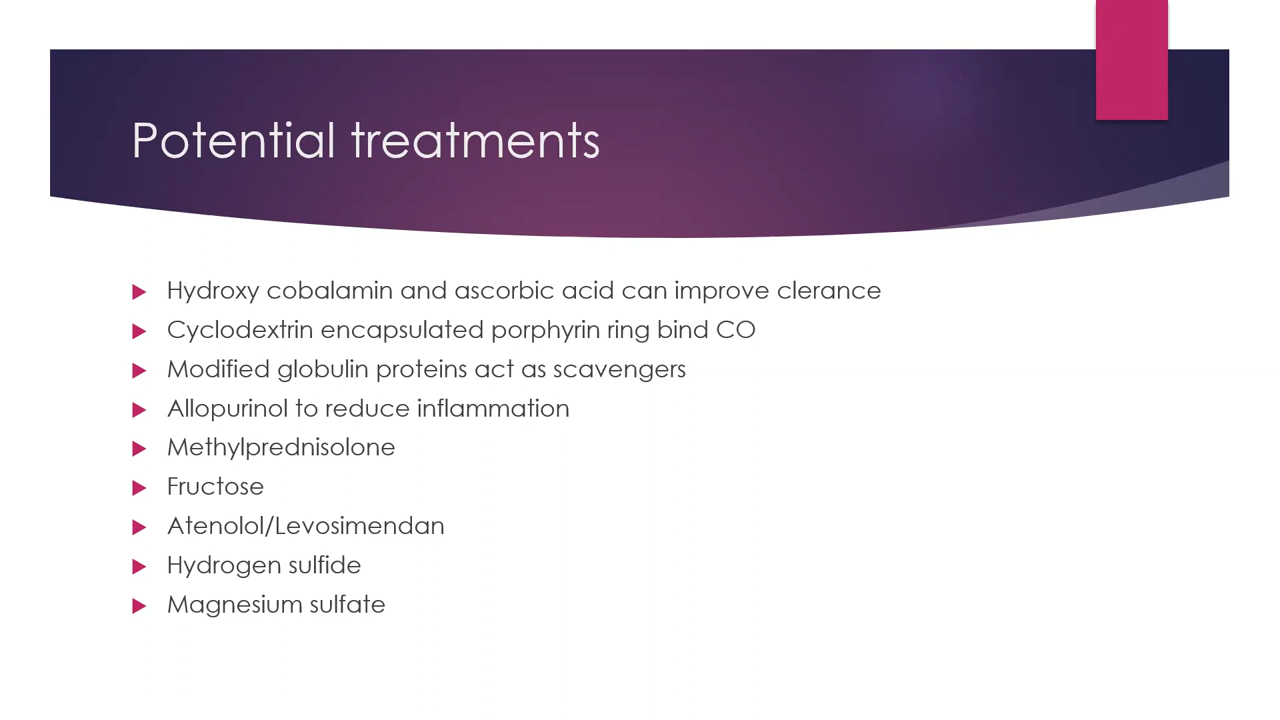 Potential treatments
Hydroxy cobalamin and ascorbic acid can improve clerance
Cyclodextrin encapsulated porphyrin ring bind CO
Modified globulin proteins act as scavengers
Allopurinol to reduce inflammation
Methylprednisolone
Fructose
Atenolol/Levosimendan
Hydrogen sulfide
Magnesium sulfate